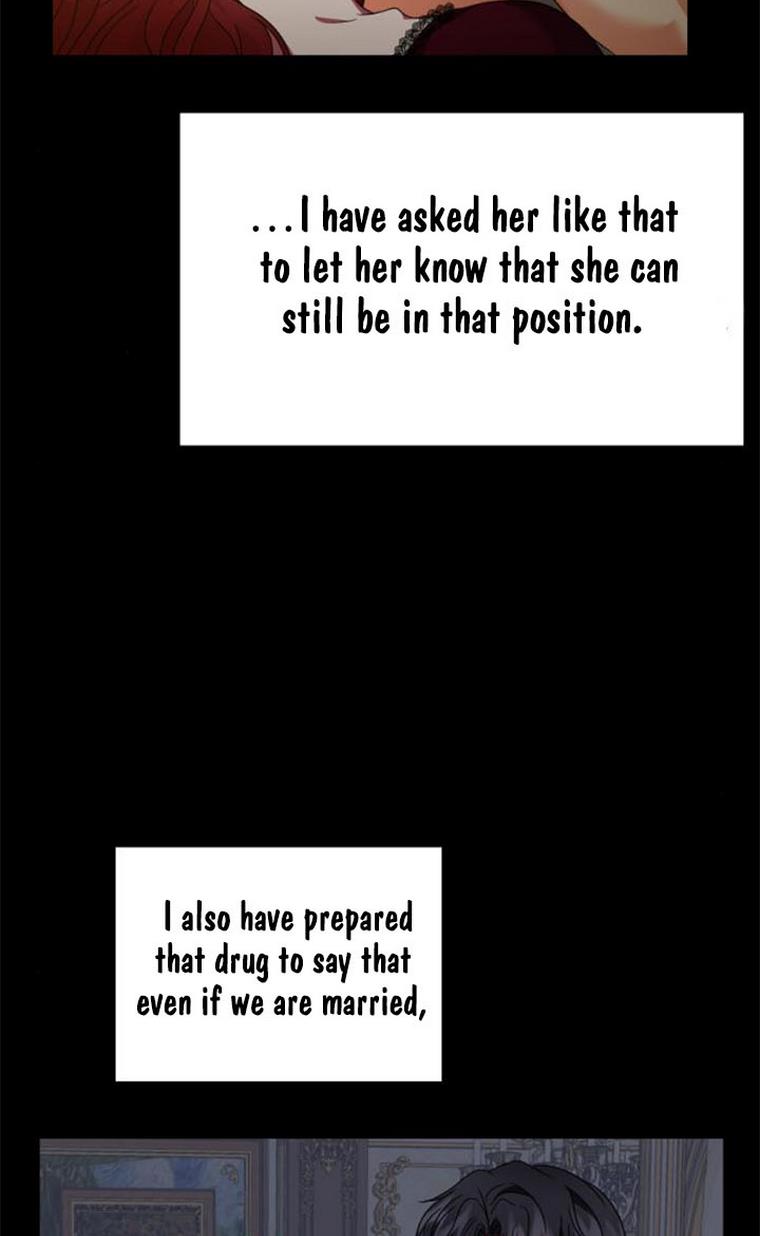 ...I have asked her like that
to let her know that she can
still be in that position.
I also have prepared
that drug to say that
even if we are married,